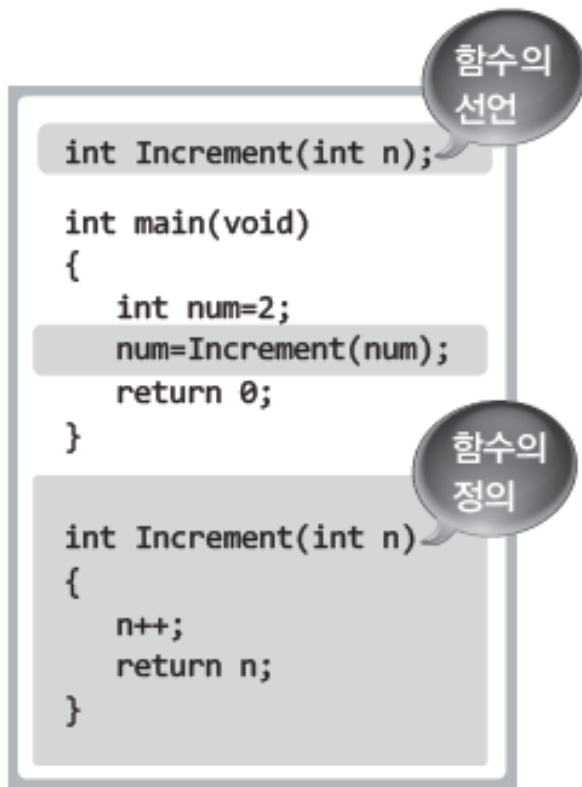 함수의
선언
int Increment(int n);
int main(void)
{
int num=2;
num=Increment(num);
return 0;
}
함수의
정의
int Increment(int n)
{
n++;
return n;
}